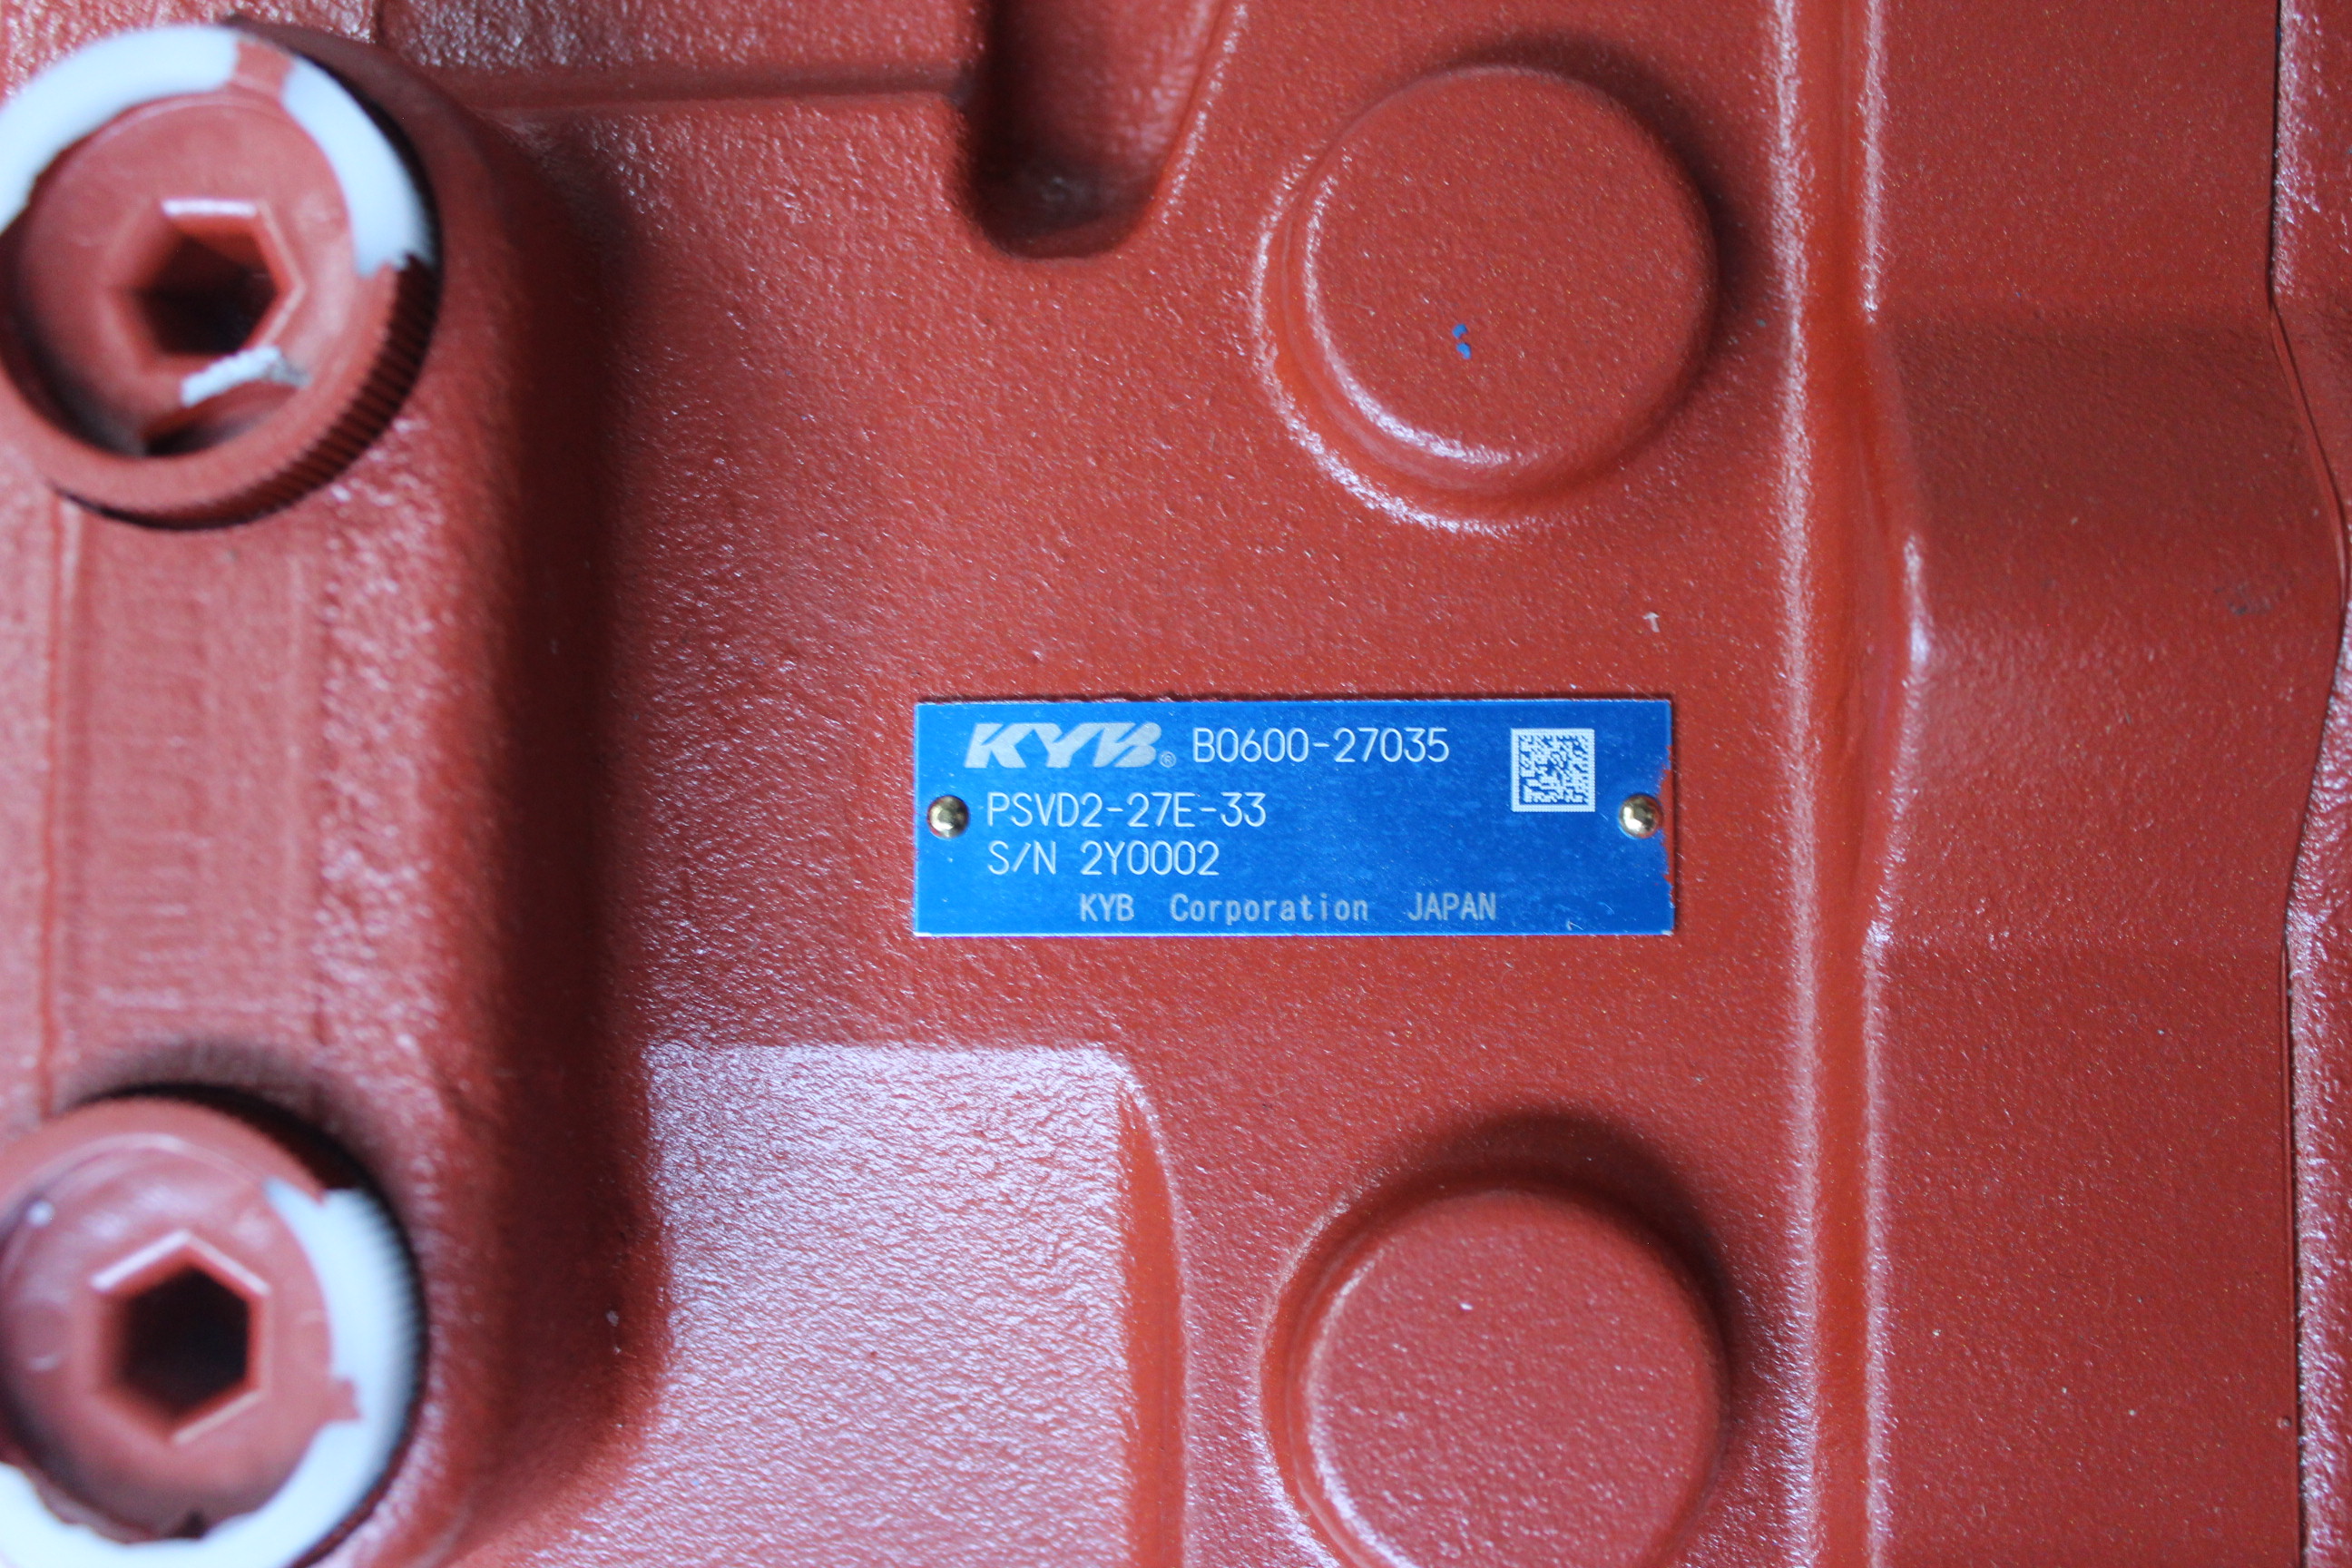 KYB® B0600-27035
PSVD2-27E-33
S/N 2Y0002
KYB Corporation JAPAN